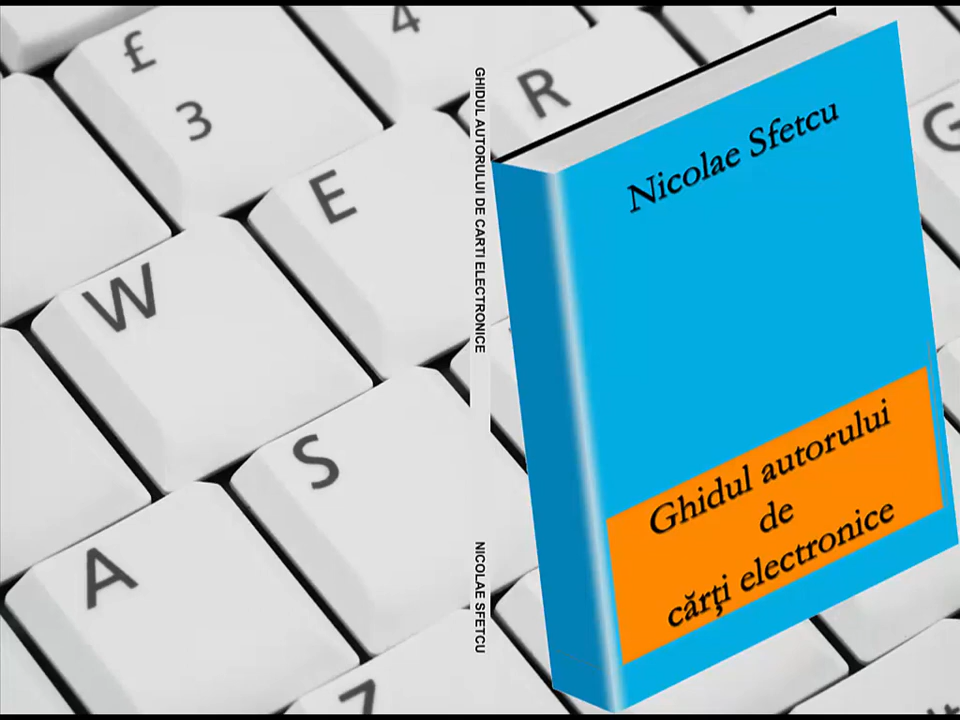 £
3
4
W
E
R
G
A
S
Z
GHIDUL AUTORULUI DE CARTI ELECTRONICE
NICOLAE SFETCU
Nicolae Sfetcu
Ghidul autorului
de
cărţi electronice